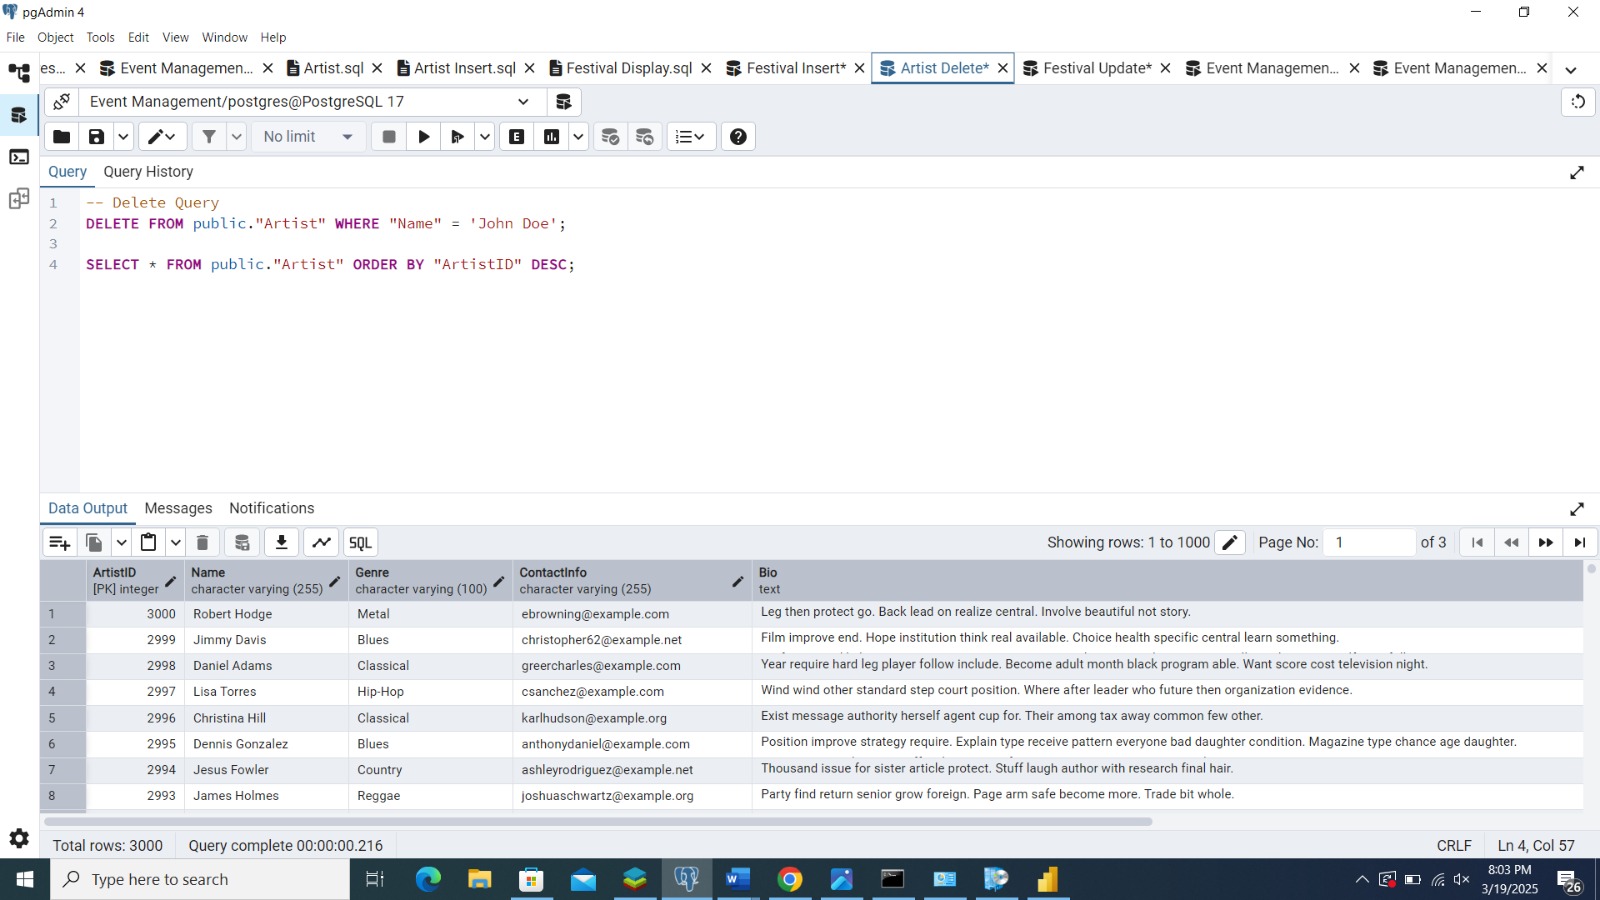 pgAdmin 4
File Object Tools Edit View Window Help
es... Event Managemen... Artist.sql Artist Insert.sql Festival Display.sql Festival Insert* Artist Delete* Festival Update* Event Managemen... Event Managemen...
Event Management/postgres@PostgreSQL 17
No limit E
Query Query History
1 -- Delete Query
2 DELETE FROM public."Artist" WHERE "Name" = 'John Doe';
3
4 SELECT * FROM public."Artist" ORDER BY "ArtistID" DESC;
Data Output Messages Notifications
SQL Showing rows: 1 to 1000 Page No: 1 of 3
ArtistID Name Genre ContactInfo Bio
[PK] integer character varying (255) character varying (100) character varying (255) text
1 3000 Robert Hodge Metal ebrowning@example.com Leg then protect go. Back lead on realize central. Involve beautiful not story.
2 2999 Jimmy Davis Blues christopher62@example.net Film improve end. Hope institution think real available. Choice health specific central learn something.
3 2998 Daniel Adams Classical greercharles@example.com Year require hard leg player follow include. Become adult month black program able. Want score cost television night.
4 2997 Lisa Torres Hip-Hop csanchez@example.com Wind wind other standard step court position. Where after leader who future then organization evidence.
5 2996 Christina Hill Classical karlhudson@example.org Exist message authority herself agent cup for. Their among tax away common few other.
6 2995 Dennis Gonzalez Blues anthonydaniel@example.com Position improve strategy require. Explain type receive pattern everyone bad daughter condition. Magazine type chance age daughter.
7 2994 Jesus Fowler Country ashleyrodriguez@example.net Thousand issue for sister article protect. Stuff laugh author with research final hair.
8 2993 James Holmes Reggae joshuaschwartz@example.org Party find return senior grow foreign. Page arm safe become more. Trade bit whole.
Total rows: 3000 Query complete 00:00:00.216 CRLF Ln 4, Col 57
Type here to search
8:03 PM
3/19/2025
26